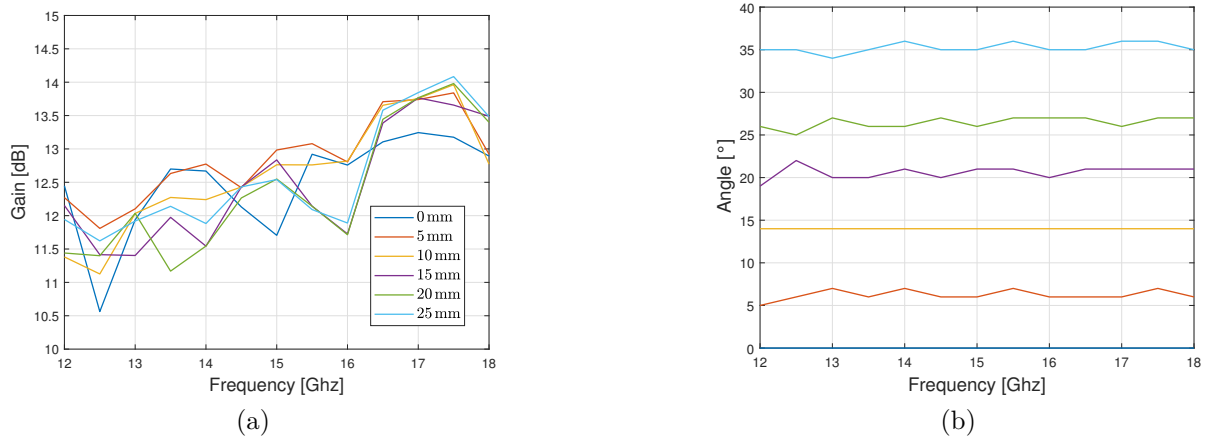 15
14.5
14
13.5
13
12.5
12
11.5
11
10.5
10
Gain [dB]
0 mm
5 mm
10 mm
15 mm
20 mm
25 mm
12 13 14 15 16 17 18
Frequency [Ghz]
(a)
40
35
30
25
20
15
10
5
0
Angle [°]
12 13 14 15 16 17 18
Frequency [Ghz]
(b)